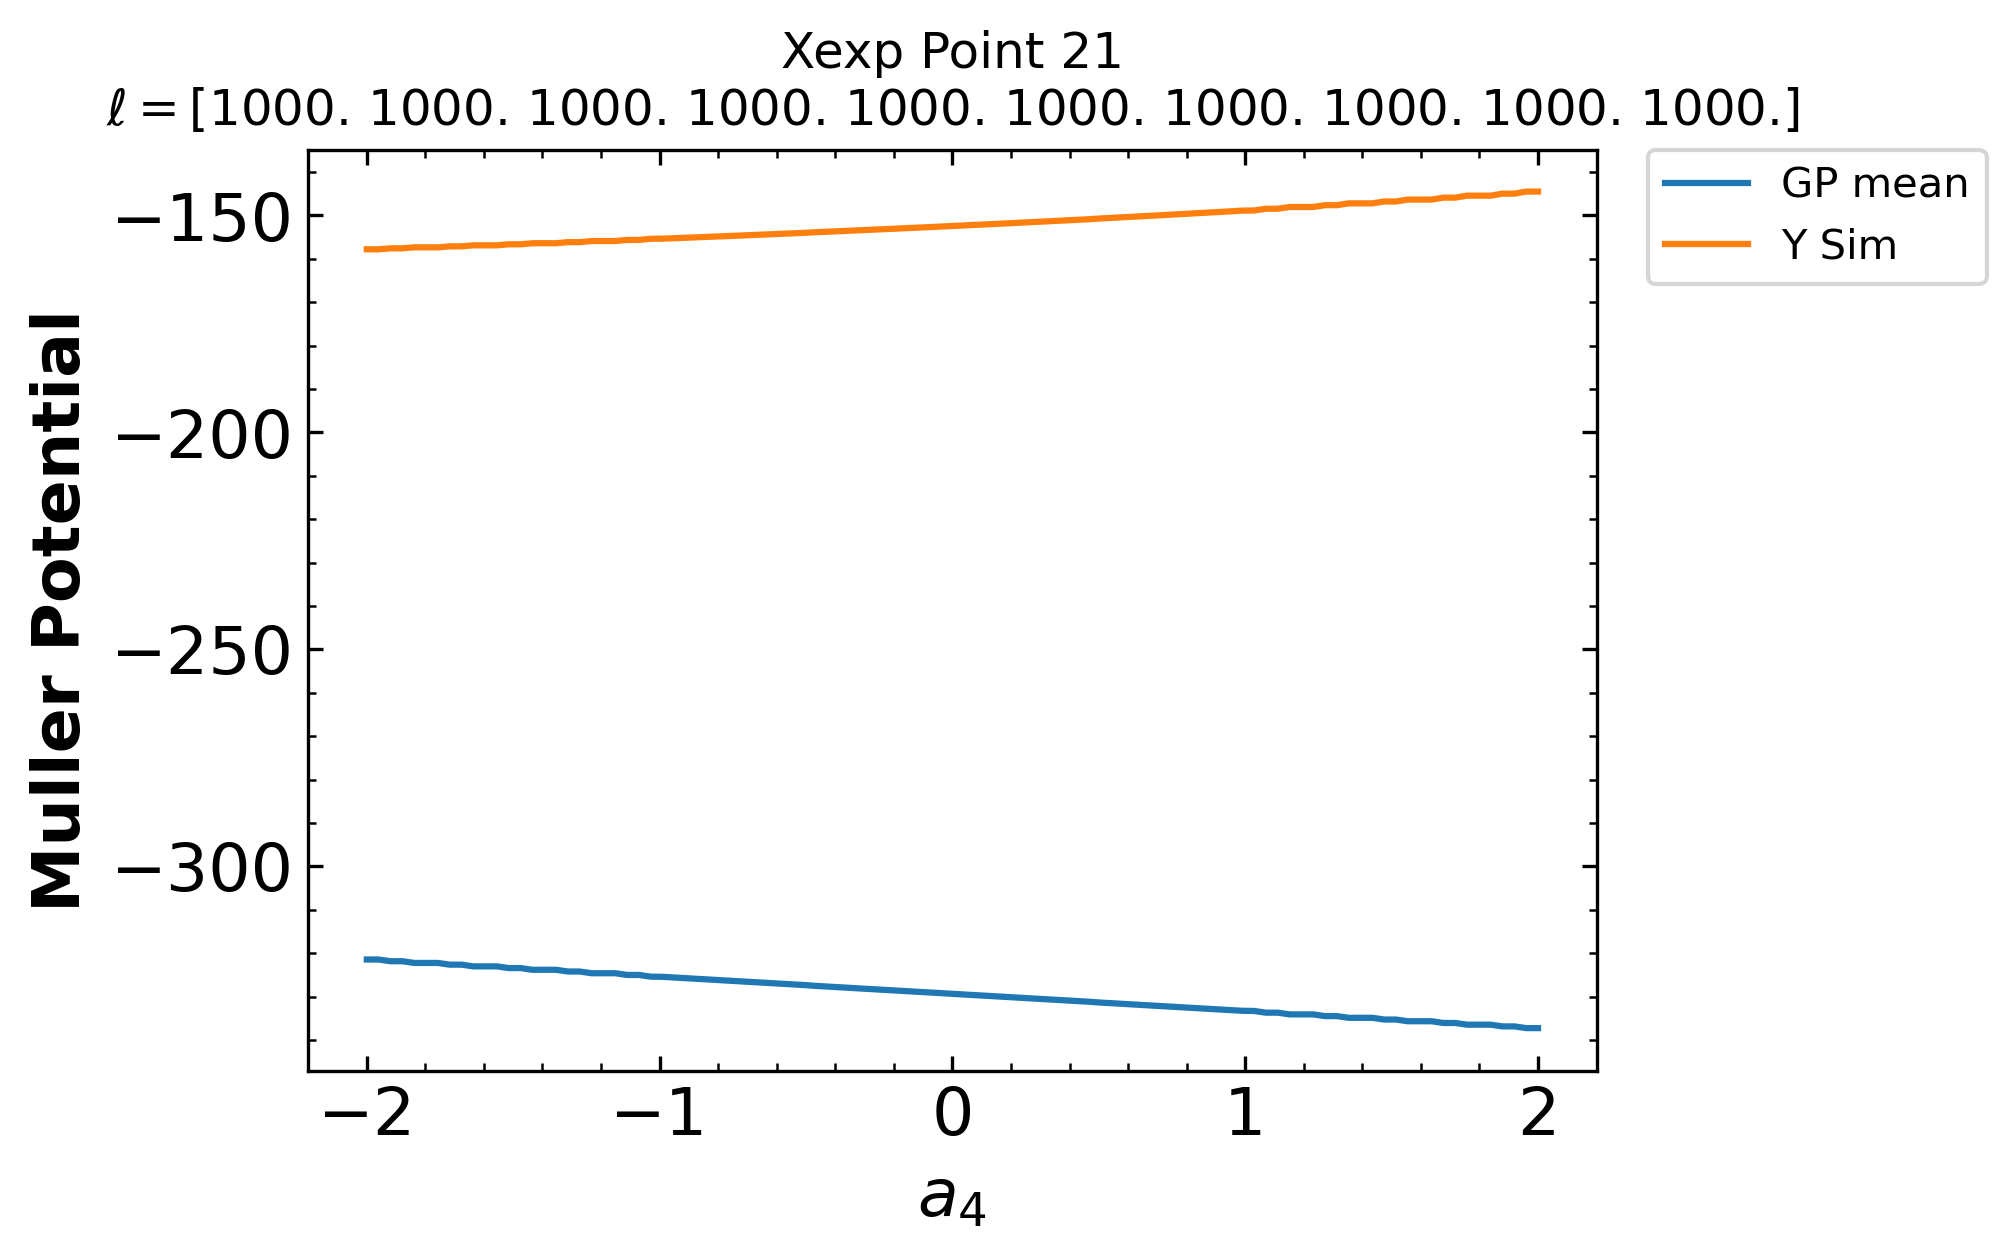 Xexp Point 21
ℓ = [1000. 1000. 1000. 1000. 1000. 1000. 1000. 1000. 1000. 1000.]
GP mean
Y Sim
Muller Potential
−150
−200
−250
−300
−2 −1 0 1 2
a₄